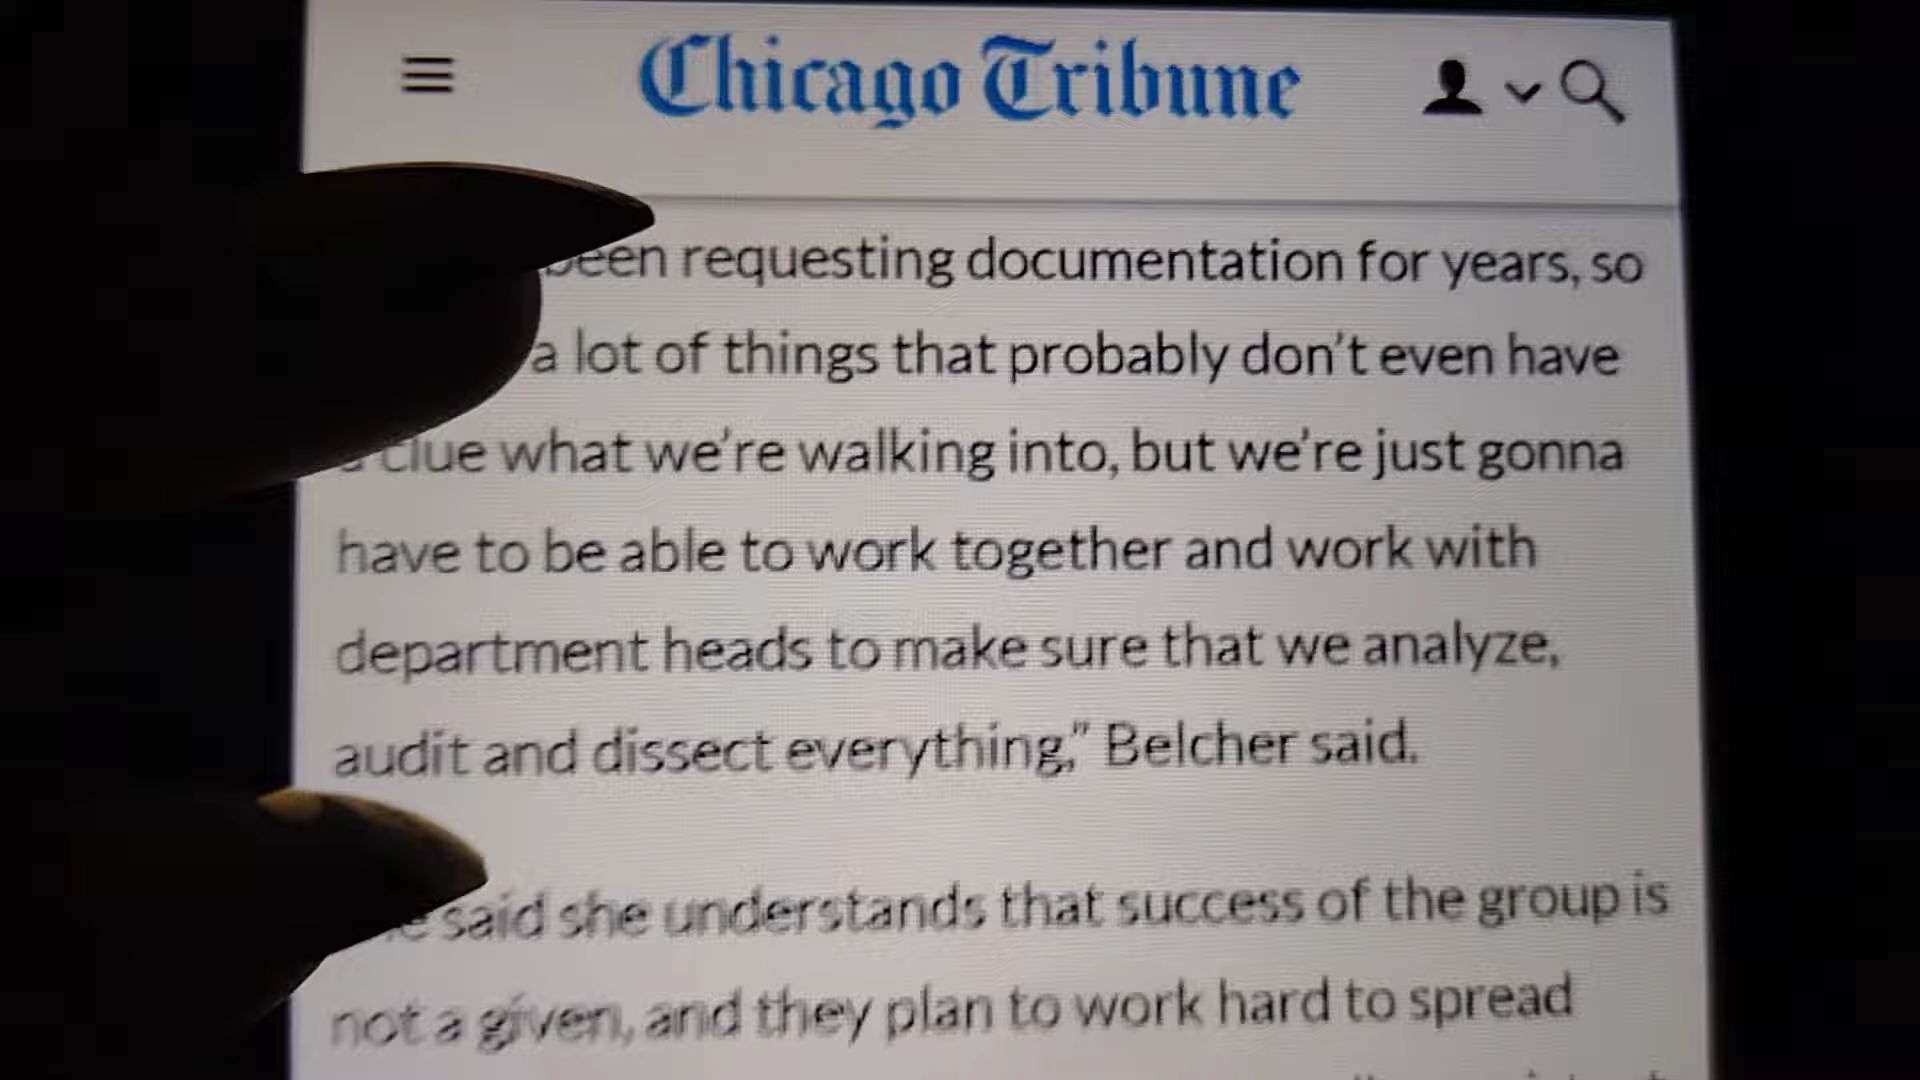 Chicago Tribune
been requesting documentation for years, so
a lot of things that probably don't even have
clue what we're walking into, but we're just gonna
have to be able to work together and work with
department heads to make sure that we analyze,
audit and dissect everything,” Belcher said.
said she understands that success of the group is
not a given, and they plan to work hard to spread